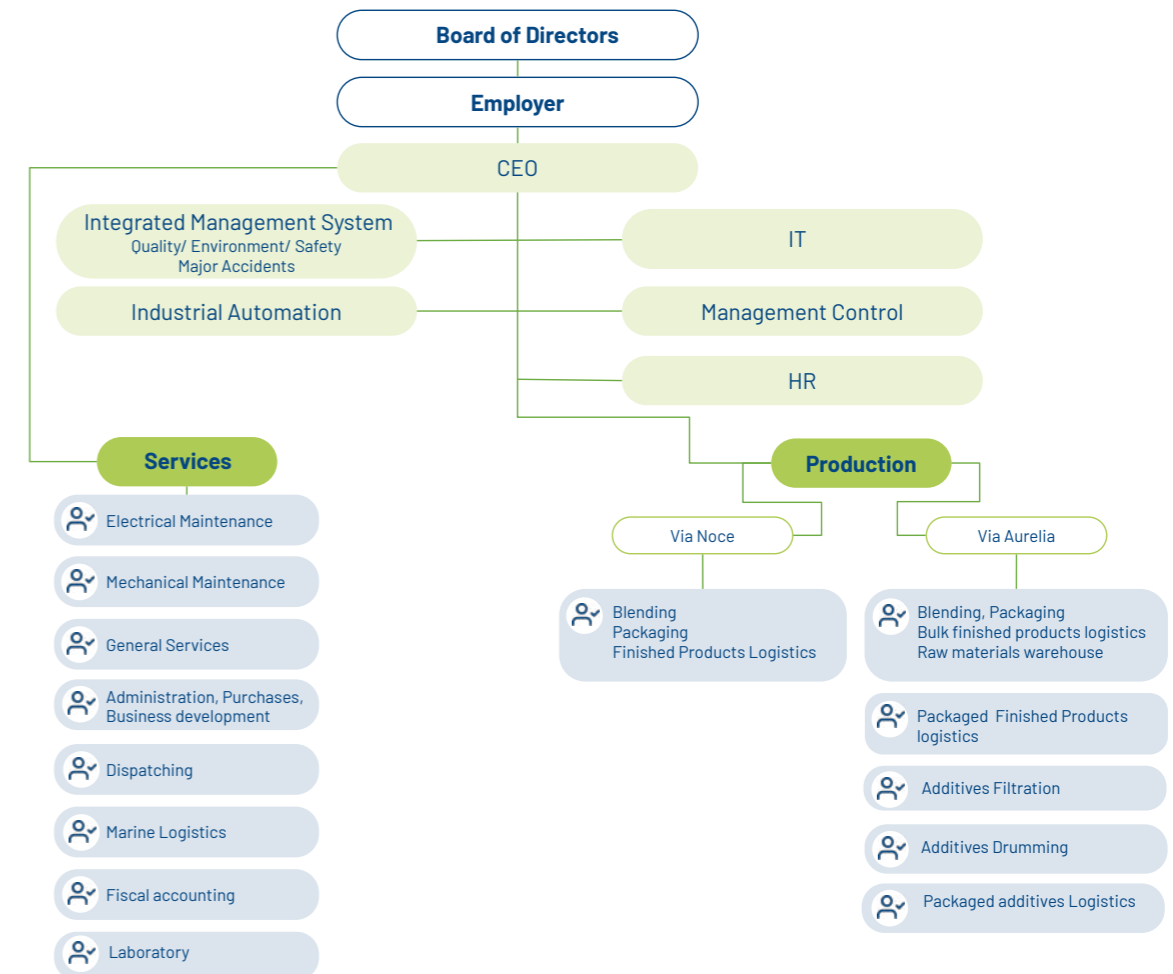 Board of Directors
Employer
CEO
Integrated Management System
Quality/ Environment/ Safety
Major Accidents
IT
Industrial Automation
Management Control
HR
Services
Electrical Maintenance
Mechanical Maintenance
General Services
Administration, Purchases,
Business development
Dispatching
Marine Logistics
Fiscal accounting
Laboratory
Production
Via Noce
Blending
Packaging
Finished Products Logistics
Via Aurelia
Blending, Packaging
Bulk finished products logistics
Raw materials warehouse
Packaged Finished Products
logistics
Additives Filtration
Additives Drumming
Packaged additives Logistics